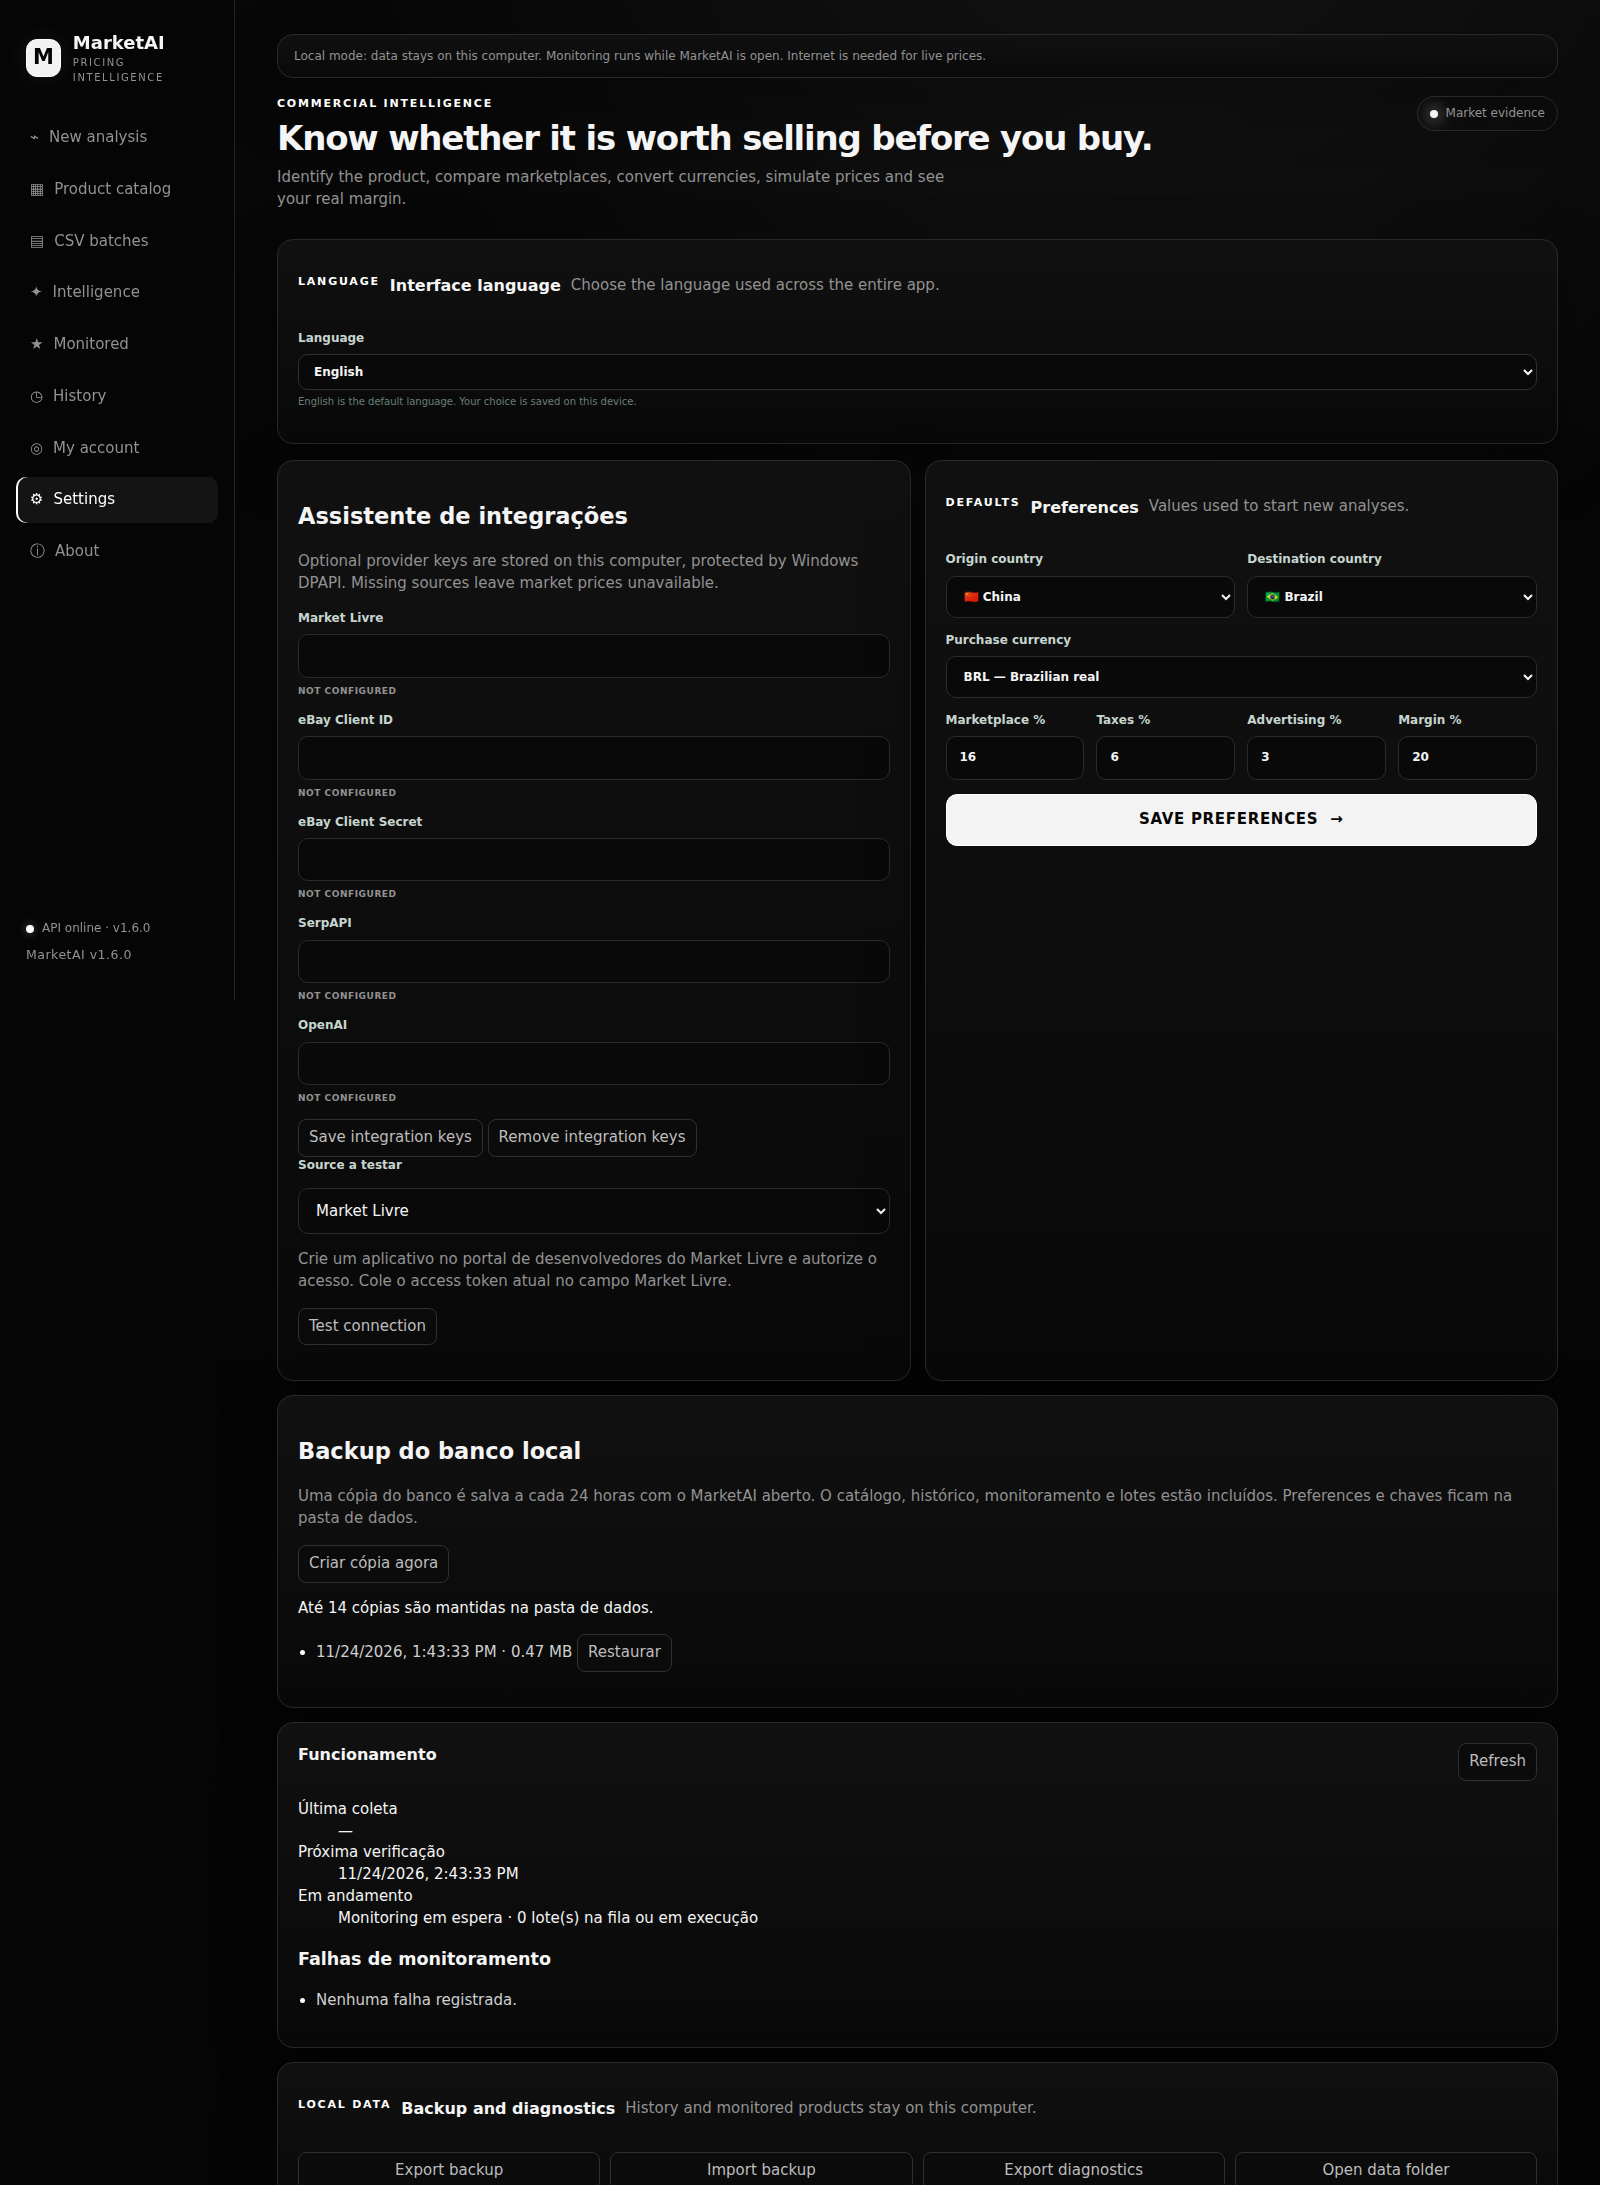 M
MarketAI
PRICING
INTELLIGENCE
New analysis
Product catalog
CSV batches
Intelligence
Monitored
History
My account
Settings
About
API online · v1.6.0
MarketAI v1.6.0
Local mode: data stays on this computer. Monitoring runs while MarketAI is open. Internet is needed for live prices.
COMMERCIAL INTELLIGENCE
Market evidence
Know whether it is worth selling before you buy.
Identify the product, compare marketplaces, convert currencies, simulate prices and see
your real margin.
LANGUAGE Interface language Choose the language used across the entire app.
Language
English
English is the default language. Your choice is saved on this device.
Assistente de integrações
Optional provider keys are stored on this computer, protected by Windows
DPAPI. Missing sources leave market prices unavailable.
Market Livre
NOT CONFIGURED
eBay Client ID
NOT CONFIGURED
eBay Client Secret
NOT CONFIGURED
SerpAPI
NOT CONFIGURED
OpenAI
NOT CONFIGURED
Save integration keys Remove integration keys
Source a testar
Market Livre
Crie um aplicativo no portal de desenvolvedores do Market Livre e autorize o
acesso. Cole o access token atual no campo Market Livre.
Test connection
DEFAULTS Preferences Values used to start new analyses.
Origin country Destination country
🇨🇳 China 🇧🇷 Brazil
Purchase currency
BRL — Brazilian real
Marketplace % Taxes % Advertising % Margin %
16 6 3 20
SAVE PREFERENCES →
Backup do banco local
Uma cópia do banco é salva a cada 24 horas com o MarketAI aberto. O catálogo, histórico, monitoramento e lotes estão incluídos. Preferences e chaves ficam na
pasta de dados.
Criar cópia agora
Até 14 cópias são mantidas na pasta de dados.
• 11/24/2026, 1:43:33 PM · 0.47 MB Restaurar
Funcionamento Refresh
Última coleta
—
Próxima verificação
11/24/2026, 2:43:33 PM
Em andamento
Monitoring em espera · 0 lote(s) na fila ou em execução
Falhas de monitoramento
• Nenhuma falha registrada.
LOCAL DATA Backup and diagnostics History and monitored products stay on this computer.
Export backup Import backup Export diagnostics Open data folder